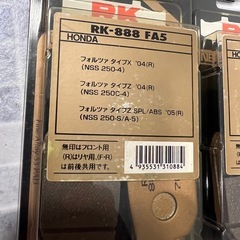 RK
RK-888 FA5
HONDA
フォルツァ タイプX '04(R)
(NSS 250-4)
フォルツァ タイプZ '04(R)
(NSS 250C-4)
フォルツァ タイプZ SPL/ABS '05(R)
(NSS 250-S/A-5)
4 935531 310884
無印はフロント用
(R)はリヤ用、(F・R)
は前後共用です。